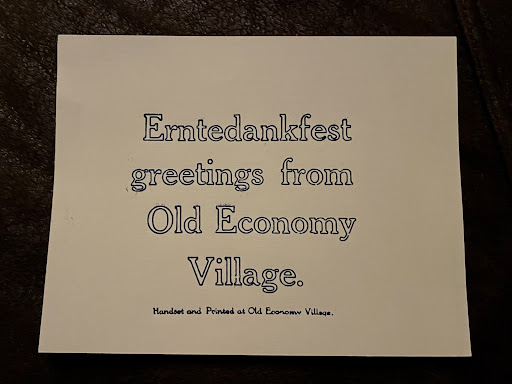 Erntedankfest
greetings from
Old Economy
Village.
Handset and Printed at Old Economy Village.